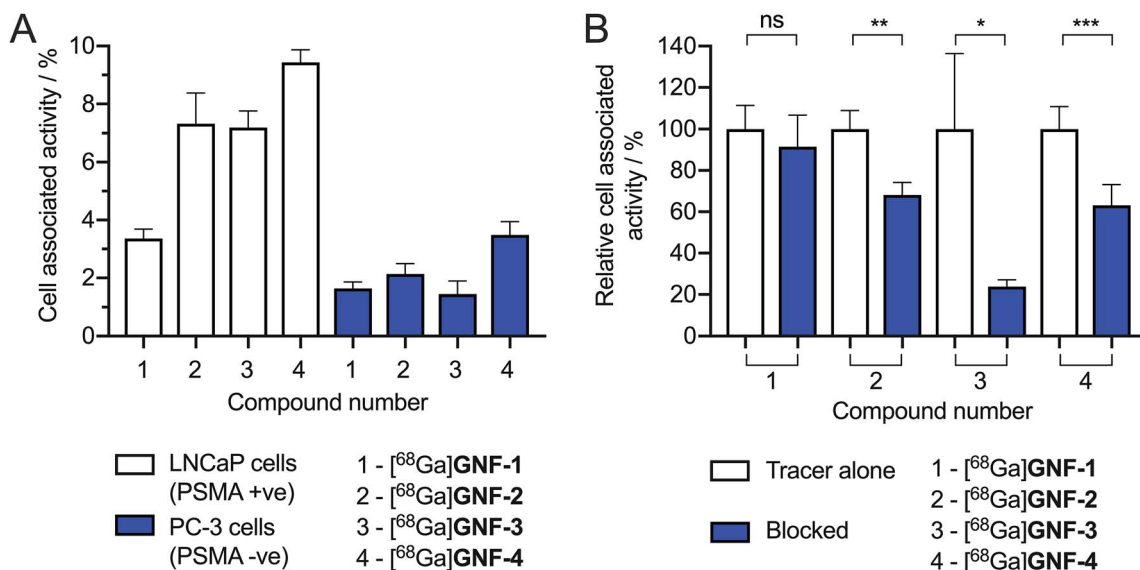 A
Cell associated activity / %
10
8
6
4
2
0
1 2 3 4 1 2 3 4
Compound number
LNCaP cells
(PSMA +ve)
PC-3 cells
(PSMA -ve)
1 - [⁶⁸Ga]GNF-1
2 - [⁶⁸Ga]GNF-2
3 - [⁶⁸Ga]GNF-3
4 - [⁶⁸Ga]GNF-4
B
Relative cell associated
activity / %
ns ** * ***
140
120
100
80
60
40
20
0
1 2 3 4
Compound number
Tracer alone
Blocked
1 - [⁶⁸Ga]GNF-1
2 - [⁶⁸Ga]GNF-2
3 - [⁶⁸Ga]GNF-3
4 - [⁶⁸Ga]GNF-4